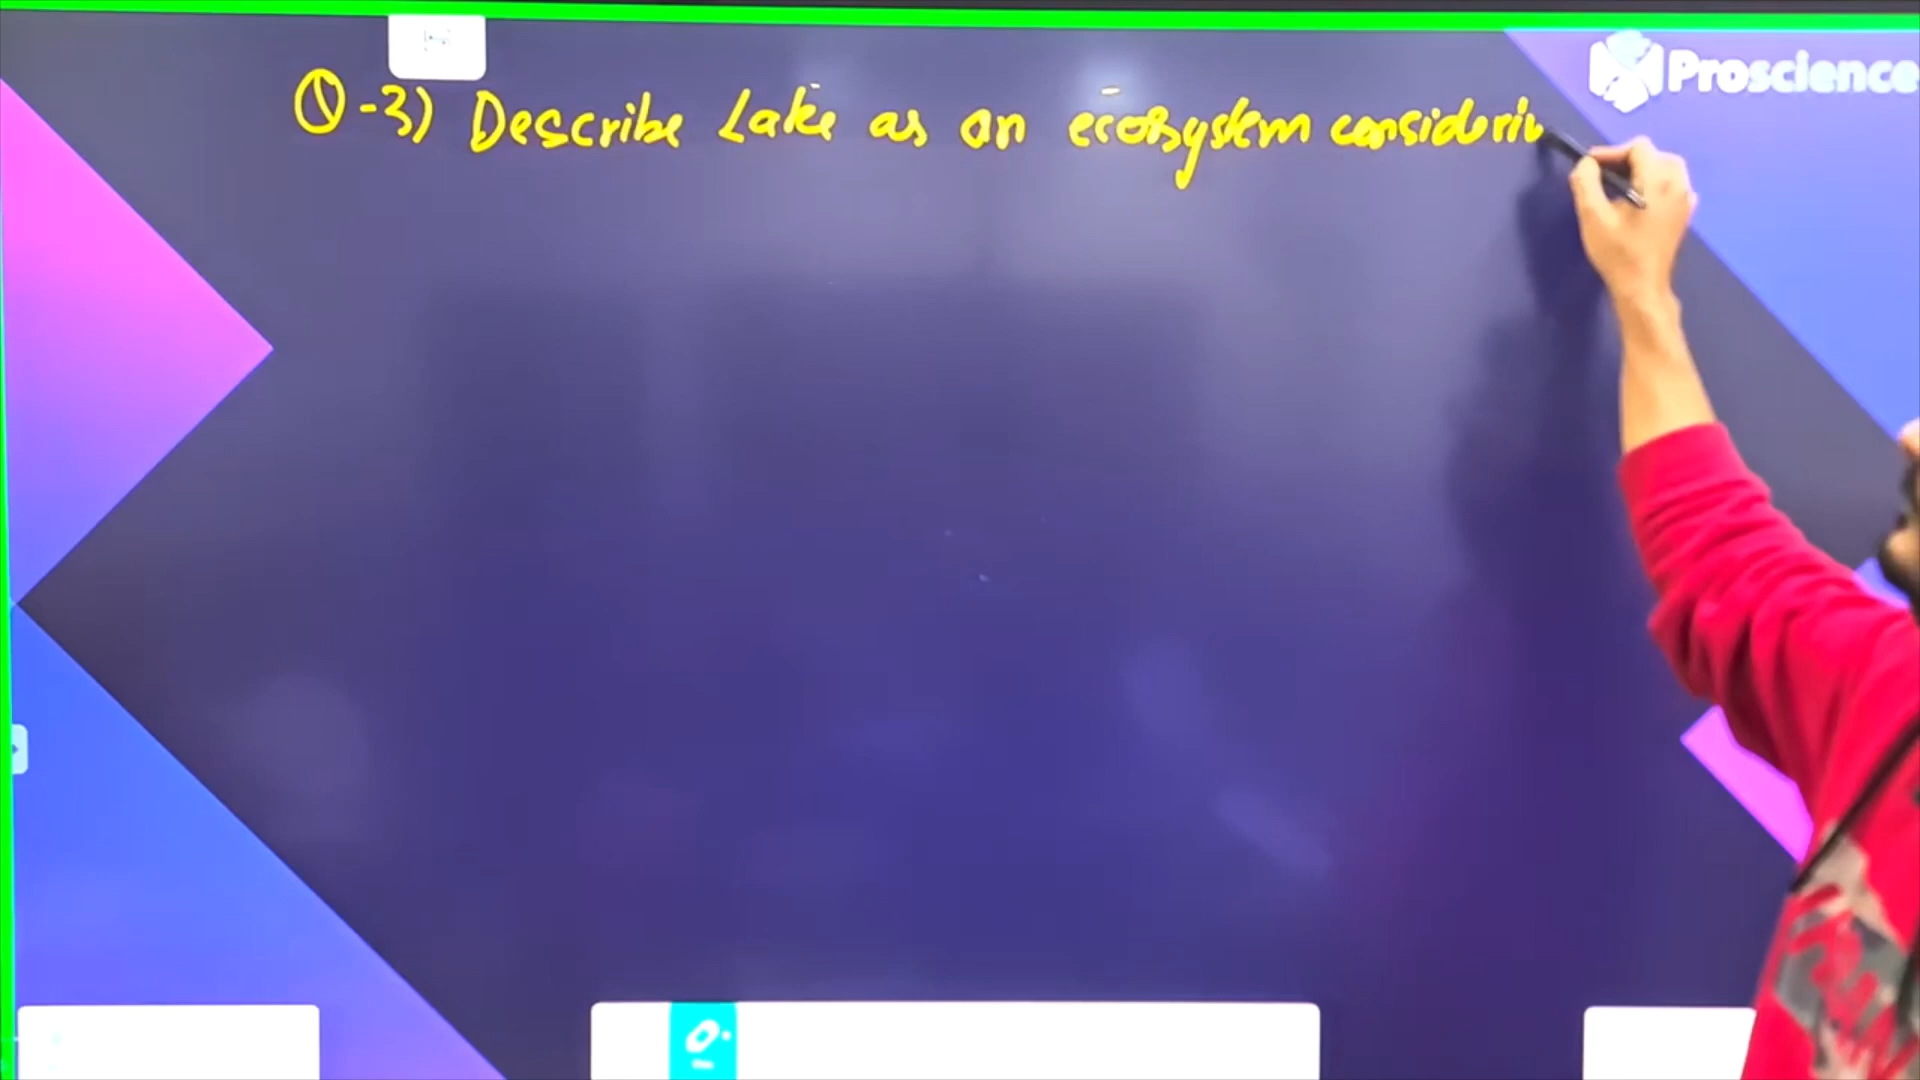 Q-3) Describe Lake as an ecosystem considerin
Proscience